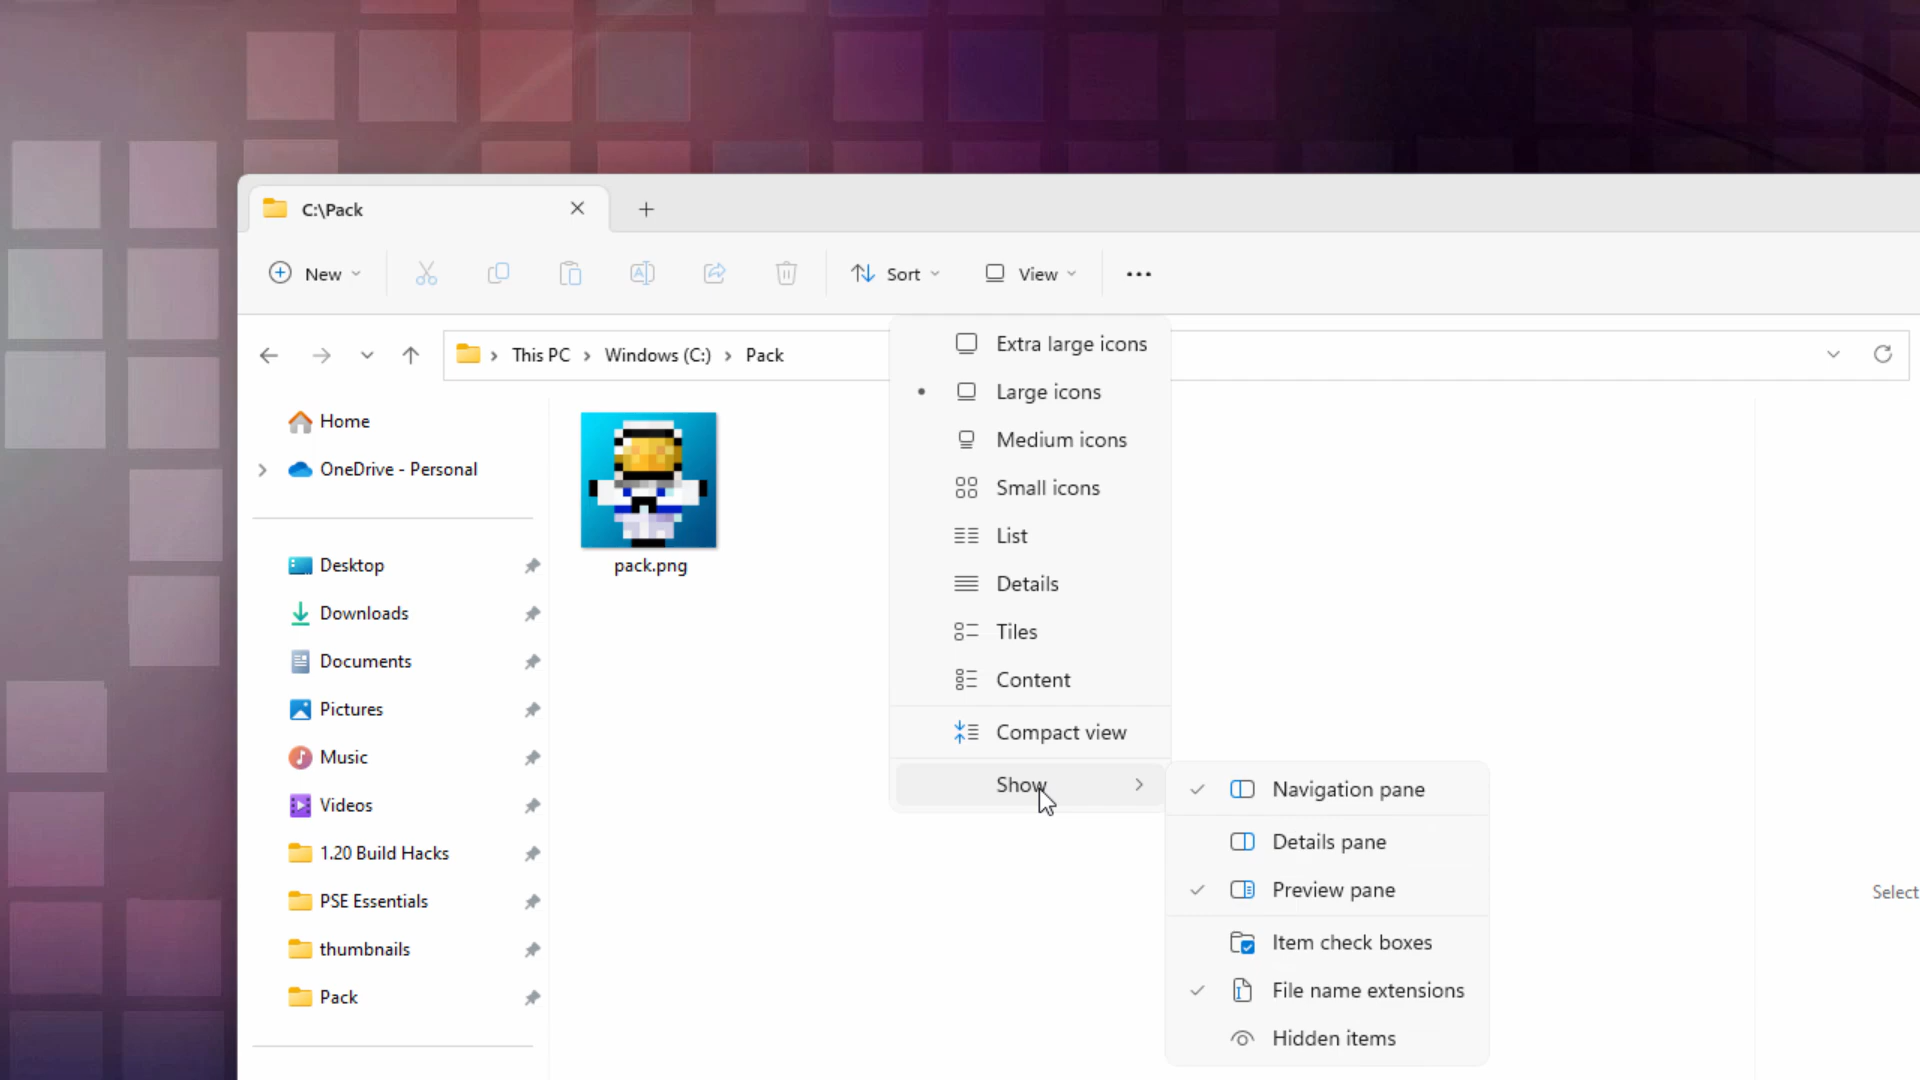 C:\Pack
New
Sort
View
This PC
Windows (C:)
Pack
Home
OneDrive - Personal
Desktop
Downloads
Documents
Pictures
Music
Videos
1.20 Build Hacks
PSE Essentials
thumbnails
Pack
pack.png
Extra large icons
Large icons
Medium icons
Small icons
List
Details
Tiles
Content
Compact view
Show
Navigation pane
Details pane
Preview pane
Item check boxes
File name extensions
Hidden items
Select